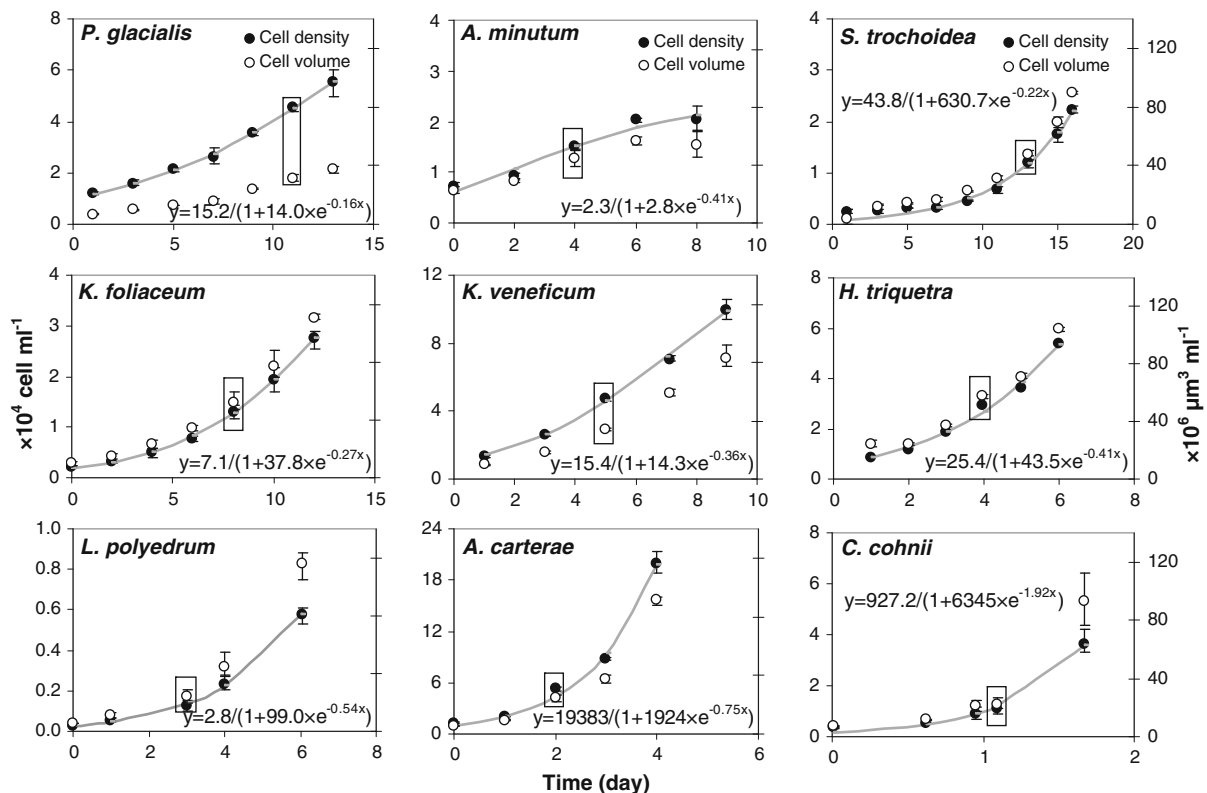 ×10⁴ cell ml⁻¹
P. glacialis
● Cell density
○ Cell volume
y=15.2/(1+14.0×e⁻⁰·¹⁶ˣ)
8
6
4
2
0
0 5 10 15
A. minutum
● Cell density
○ Cell volume
y=2.3/(1+2.8×e⁻⁰·⁴¹ˣ)
4
3
2
1
0
0 2 4 6 8 10
S. trochoidea
● Cell density
○ Cell volume
y=43.8/(1+630.7×e⁻⁰·²²ˣ)
4
3
2
1
0
0 5 10 15 20
120
80
40
0
K. foliaceum
y=7.1/(1+37.8×e⁻⁰·²⁷ˣ)
4
3
2
1
0
0 5 10 15
K. veneficum
y=15.4/(1+14.3×e⁻⁰·³⁶ˣ)
12
8
4
0
0 2 4 6 8 10
H. triquetra
y=25.4/(1+43.5×e⁻⁰·⁴¹ˣ)
8
6
4
2
0
0 2 4 6 8
120
80
40
0
L. polyedrum
y=2.8/(1+99.0×e⁻⁰·⁵⁴ˣ)
1.0
0.8
0.6
0.4
0.2
0.0
0 2 4 6 8
A. carterae
y=19383/(1+1924×e⁻⁰·⁷⁵ˣ)
24
18
12
6
0
0 2 4 6
C. cohnii
y=927.2/(1+6345×e⁻¹·⁹²ˣ)
8
6
4
2
0
0 1 2
120
80
40
0
×10⁶ µm³ ml⁻¹
Time (day)